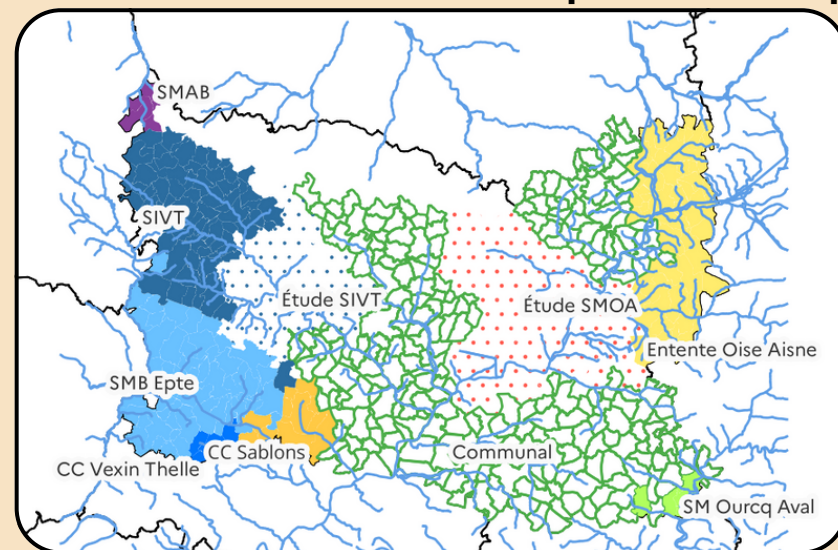 SMAB
SIVT
Étude SIVT
Étude SMOA
Entente Oise Aisne
SMB Epte
CC Sablons
Communal
CC Vexin Thelle
SM Ourcq Aval